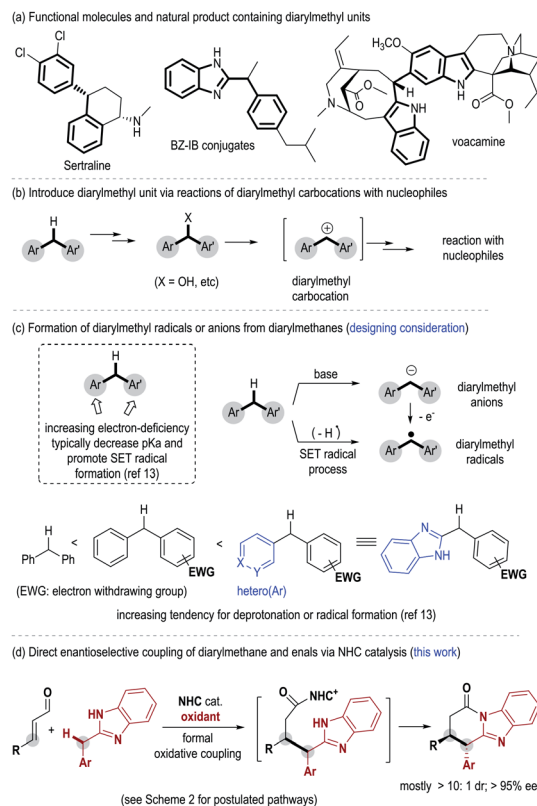 (a) Functional molecules and natural product containing diarylmethyl units
Cl
Cl
N
H
Sertraline
H
N
N
BZ-IB conjugates
H3CO
N
N
H
O
O
H
N
O
O
NH
voacamine
(b) Introduce diarylmethyl unit via reactions of diarylmethyl carbocations with nucleophiles
H
Ar Ar'
X
Ar Ar'
(X = OH, etc)
+
Ar Ar'
diarylmethyl
carbocation
reaction with
nucleophiles
(c) Formation of diarylmethyl radicals or anions from diarylmethanes (designing consideration)
H
Ar Ar'
increasing electron-deficiency
typically decrease pKa and
promote SET radical
formation (ref 13)
H
Ar Ar'
base
(- H•)
SET radical
process
−
Ar Ar'
diarylmethyl
anions
- e-
•
Ar Ar'
diarylmethyl
radicals
H
Ph Ph
<
H
EWG
<
H
X
Y
EWG
hetero(Ar)
≡
N
NH
H
EWG
(EWG: electron withdrawing group)
increasing tendency for deprotonation or radical formation (ref 13)
(d) Direct enantioselective coupling of diarylmethane and enals via NHC catalysis (this work)
O
R
+
HN
H
N
Ar
NHC cat.
oxidant
formal
oxidative coupling
O NHC+
HN
R
N
Ar
O
N
R
N
Ar
mostly > 10: 1 dr; > 95% ee
(see Scheme 2 for postulated pathways)